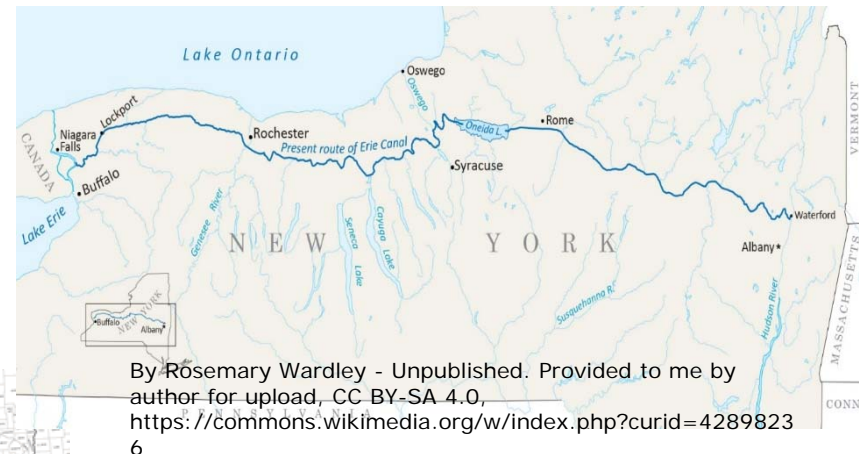 Lake Ontario
Oswego
Oswego
Lockport
Niagara
Falls
CANADA
Rochester
Present route of Erie Canal
Oneida L.
Rome
VERMONT
Buffalo
Syracuse
Lake Erie
Genesee River
Seneca Lake
Cayuga Lake
Waterford
NEW YORK
Albany
Susquehanna R.
Hudson River
MASSACHUSETTS
NEW YORK
Buffalo
Albany
By Rosemary Wardley - Unpublished. Provided to me by
author for upload, CC BY-SA 4.0,
PENNSYLVANIA
CONN
https://commons.wikimedia.org/w/index.php?curid=4289823
6